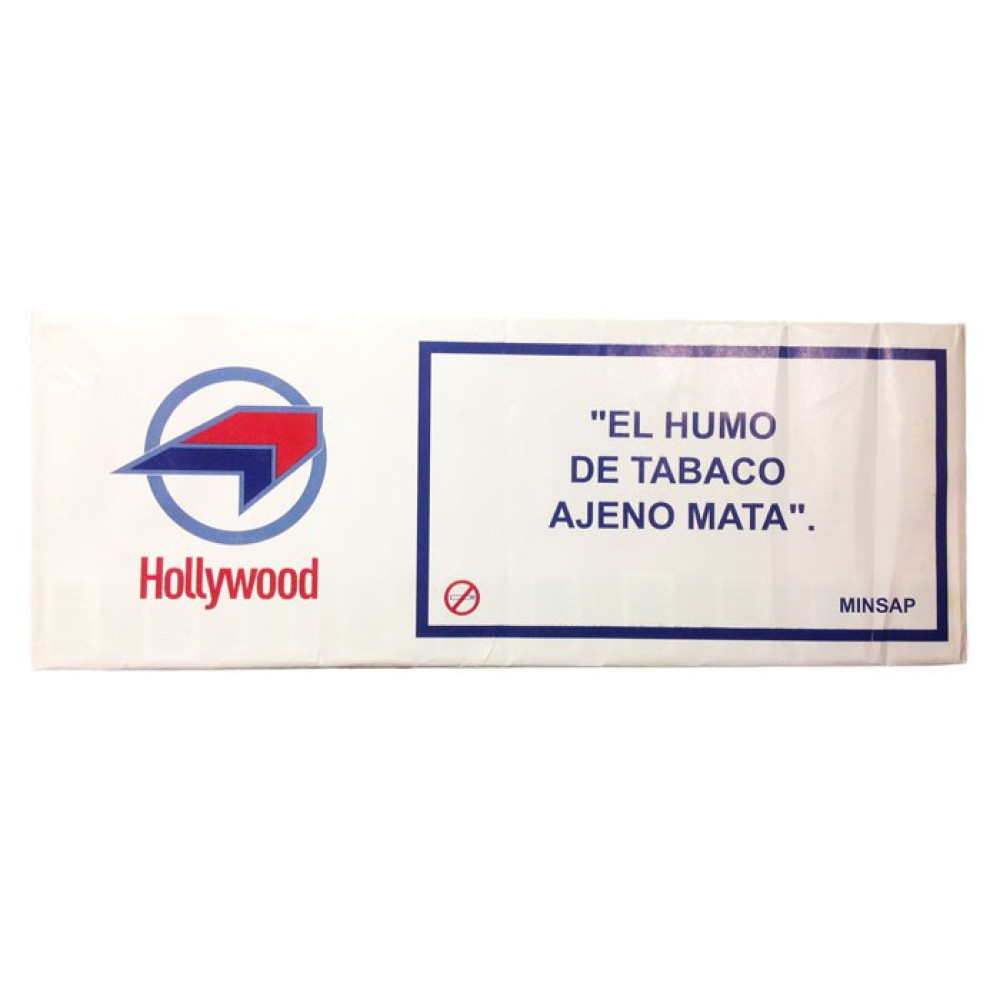 Hollywood
"EL HUMO
DE TABACO
AJENO MATA".
MINSAP